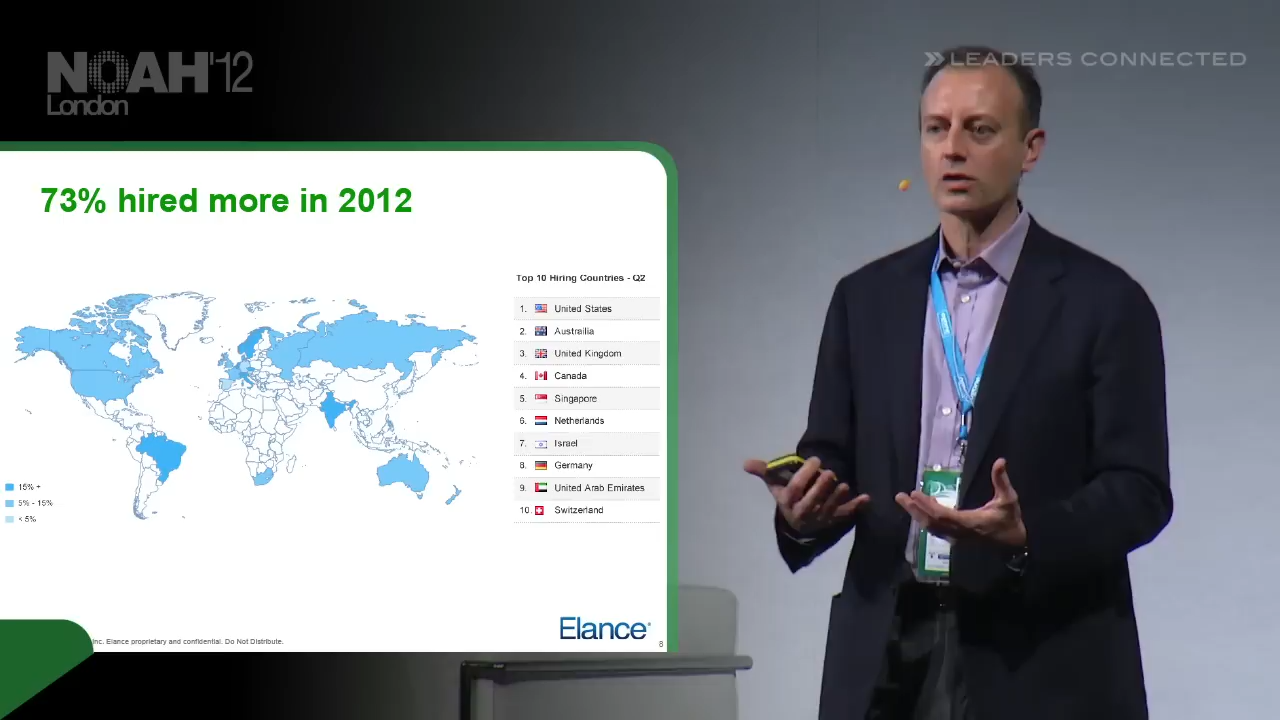 NOAH'12
London
LEADERS CONNECTED
73% hired more in 2012
Top 10 Hiring Countries - Q2
1. United States
2. Austrailia
3. United Kingdom
4. Canada
5. Singapore
6. Netherlands
7. Israel
8. Germany
9. United Arab Emirates
10. Switzerland
15% +
5% - 15%
< 5%
Inc. Elance proprietary and confidential. Do Not Distribute.
Elance
8